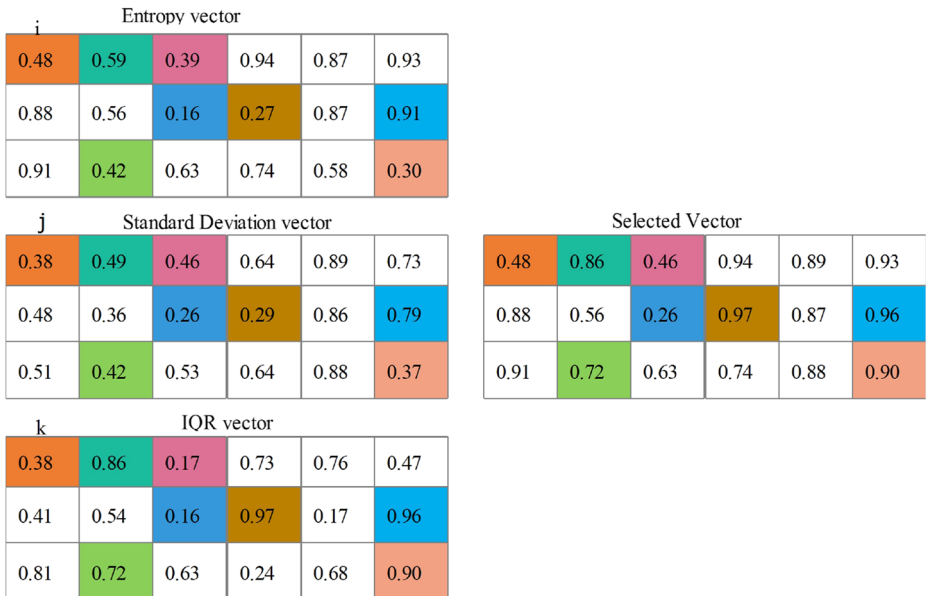 Entropy vector
i
0.48 0.59 0.39 0.94 0.87 0.93
0.88 0.56 0.16 0.27 0.87 0.91
0.91 0.42 0.63 0.74 0.58 0.30
j Standard Deviation vector
0.38 0.49 0.46 0.64 0.89 0.73
0.48 0.36 0.26 0.29 0.86 0.79
0.51 0.42 0.53 0.64 0.88 0.37
Selected Vector
0.48 0.86 0.46 0.94 0.89 0.93
0.88 0.56 0.26 0.97 0.87 0.96
0.91 0.72 0.63 0.74 0.88 0.90
k IQR vector
0.38 0.86 0.17 0.73 0.76 0.47
0.41 0.54 0.16 0.97 0.17 0.96
0.81 0.72 0.63 0.24 0.68 0.90